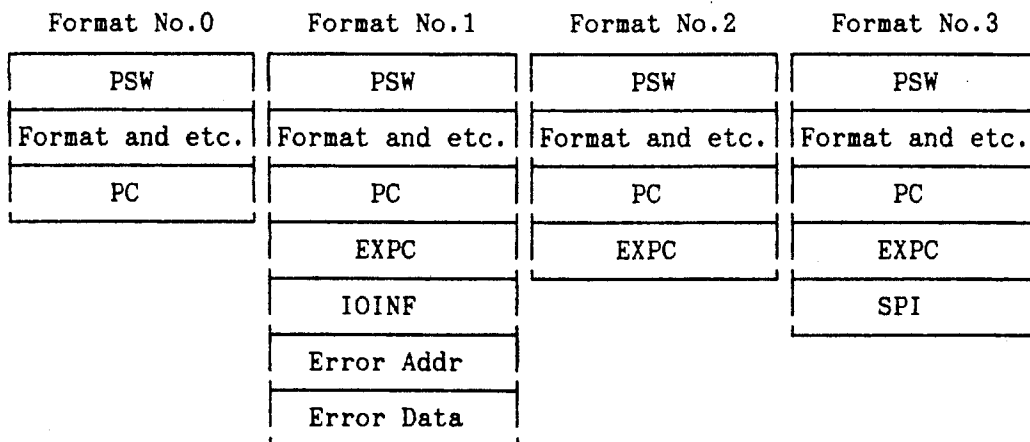 Format No.0 Format No.1 Format No.2 Format No.3
PSW PSW PSW PSW
Format and etc. Format and etc. Format and etc. Format and etc.
PC PC PC PC
EXPC EXPC EXPC
IOINF SPI
Error Addr
Error Data